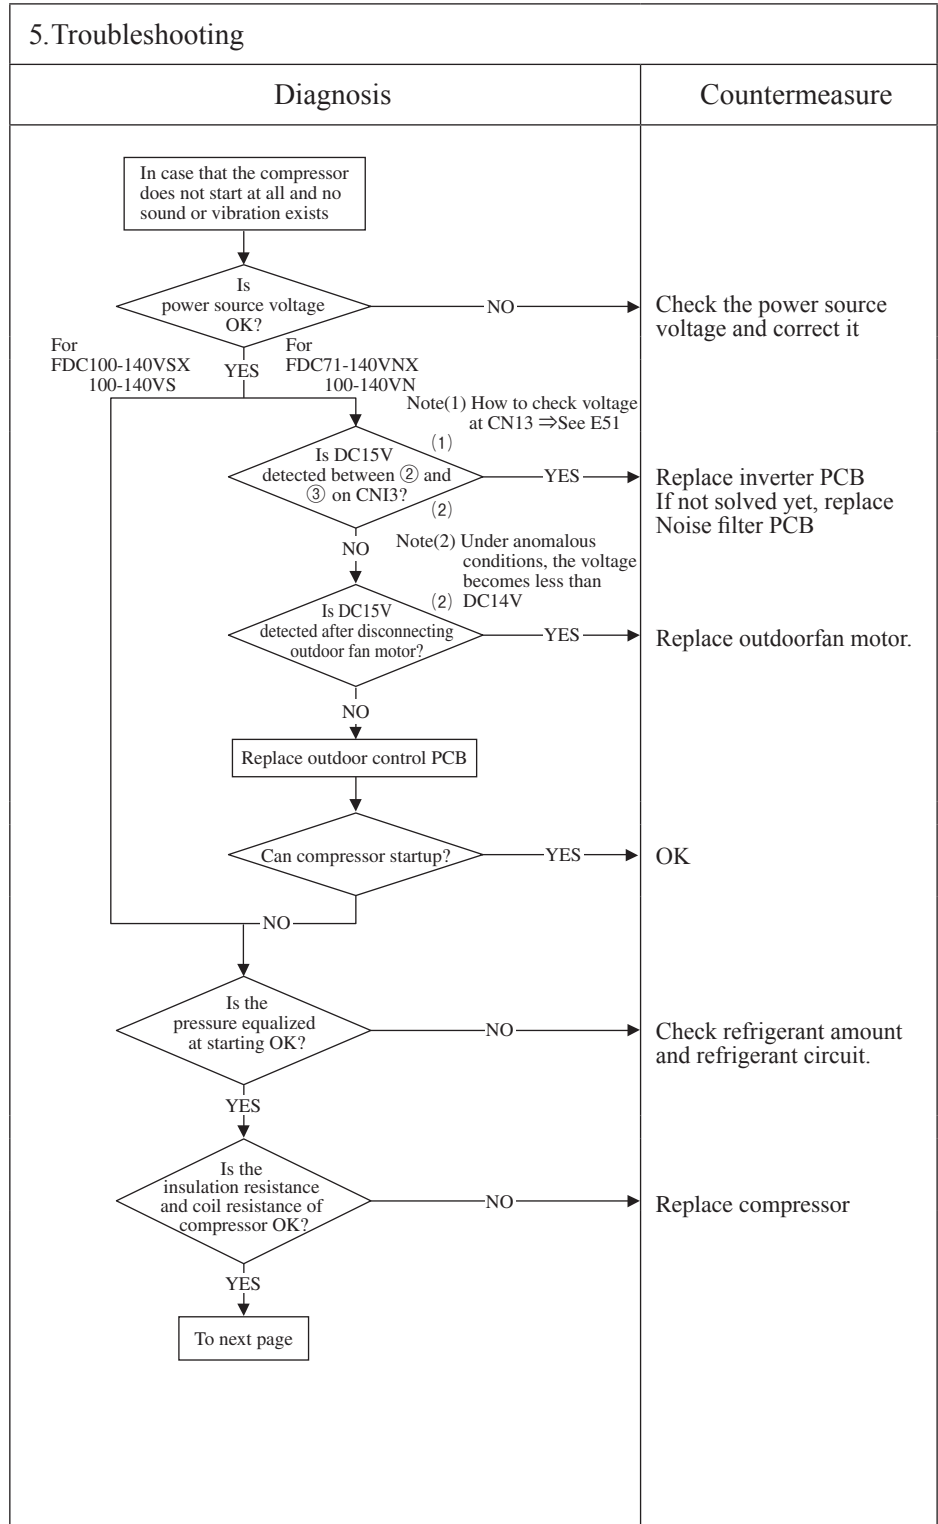 5.Troubleshooting
Diagnosis
Countermeasure
In case that the compressor
does not start at all and no
sound or vibration exists
Is
power source voltage
OK?
NO
Check the power source
voltage and correct it
For
FDC100-140VSX
100-140VS
YES
For
FDC71-140VNX
100-140VN
Note(1) How to check voltage
at CN13 ⇒See E51
(1)
Is DC15V
detected between ② and
③ on CNI3?
(2)
YES
Replace inverter PCB
If not solved yet, replace
Noise filter PCB
NO
Note(2) Under anomalous
conditions, the voltage
becomes less than
DC14V
(2)
Is DC15V
detected after disconnecting
outdoor fan motor?
YES
Replace outdoorfan motor.
NO
Replace outdoor control PCB
Can compressor startup?
YES
OK
NO
Is the
pressure equalized
at starting OK?
NO
Check refrigerant amount
and refrigerant circuit.
YES
Is the
insulation resistance
and coil resistance of
compressor OK?
NO
Replace compressor
YES
To next page